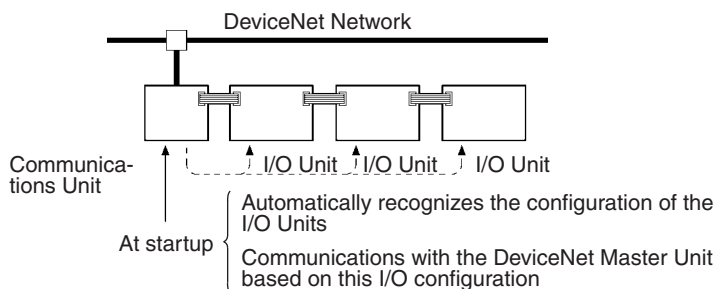 DeviceNet Network
I/O Unit I/O Unit I/O Unit
Communica-
tions Unit
At startup
Automatically recognizes the configuration of the
I/O Units
Communications with the DeviceNet Master Unit
based on this I/O configuration